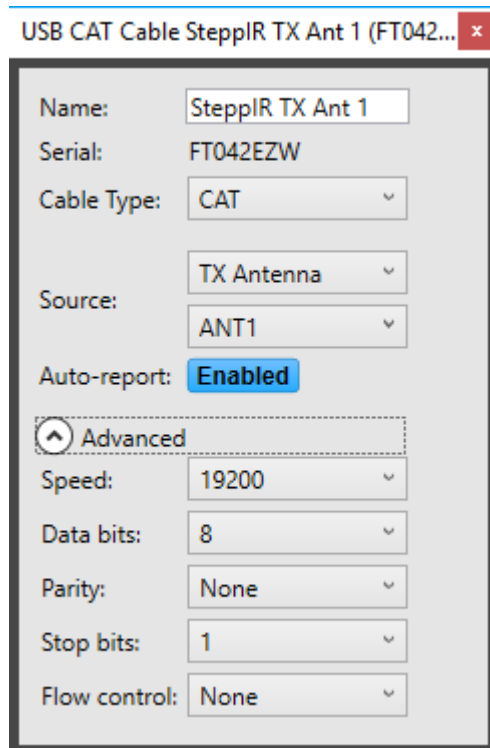 USB CAT Cable SteppIR TX Ant 1 (FT042... x
Name: SteppIR TX Ant 1
Serial: FT042EZW
Cable Type: CAT
Source: TX Antenna
ANT1
Auto-report: Enabled
Advanced
Speed: 19200
Data bits: 8
Parity: None
Stop bits: 1
Flow control: None